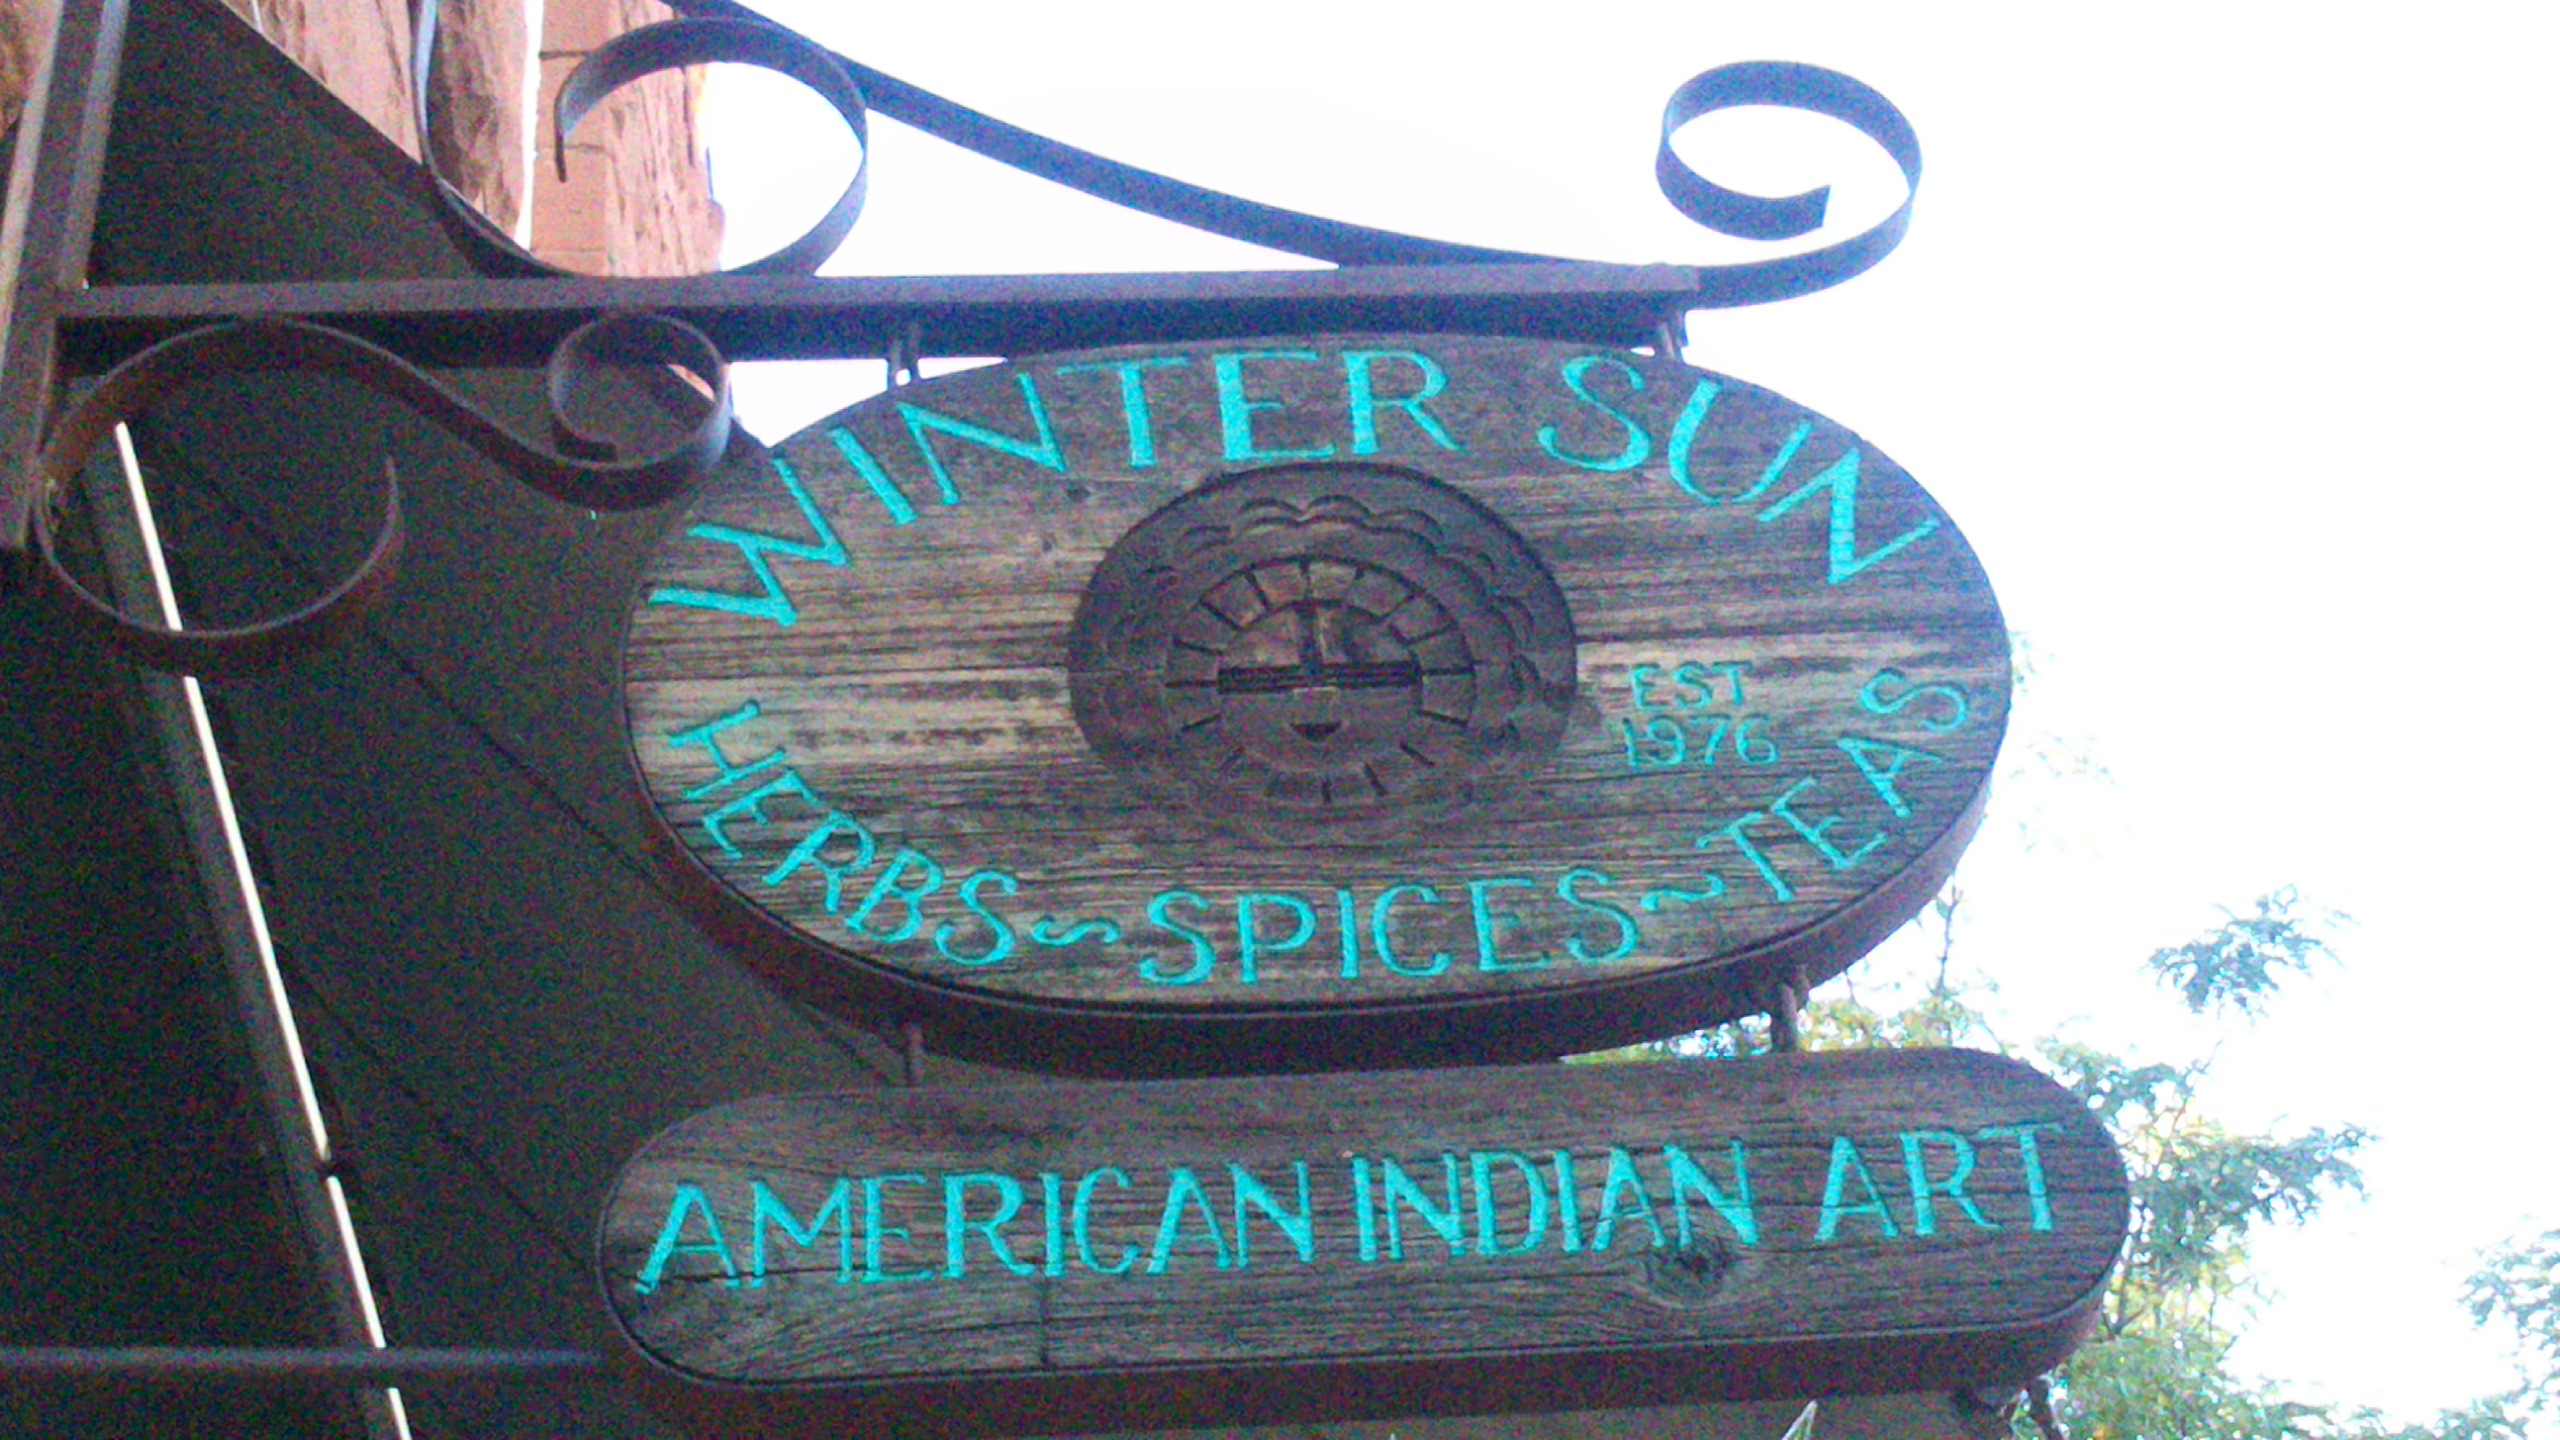 WINTER SUN
EST
1976
HERBS~SPICES~TEAS
AMERICAN INDIAN ART